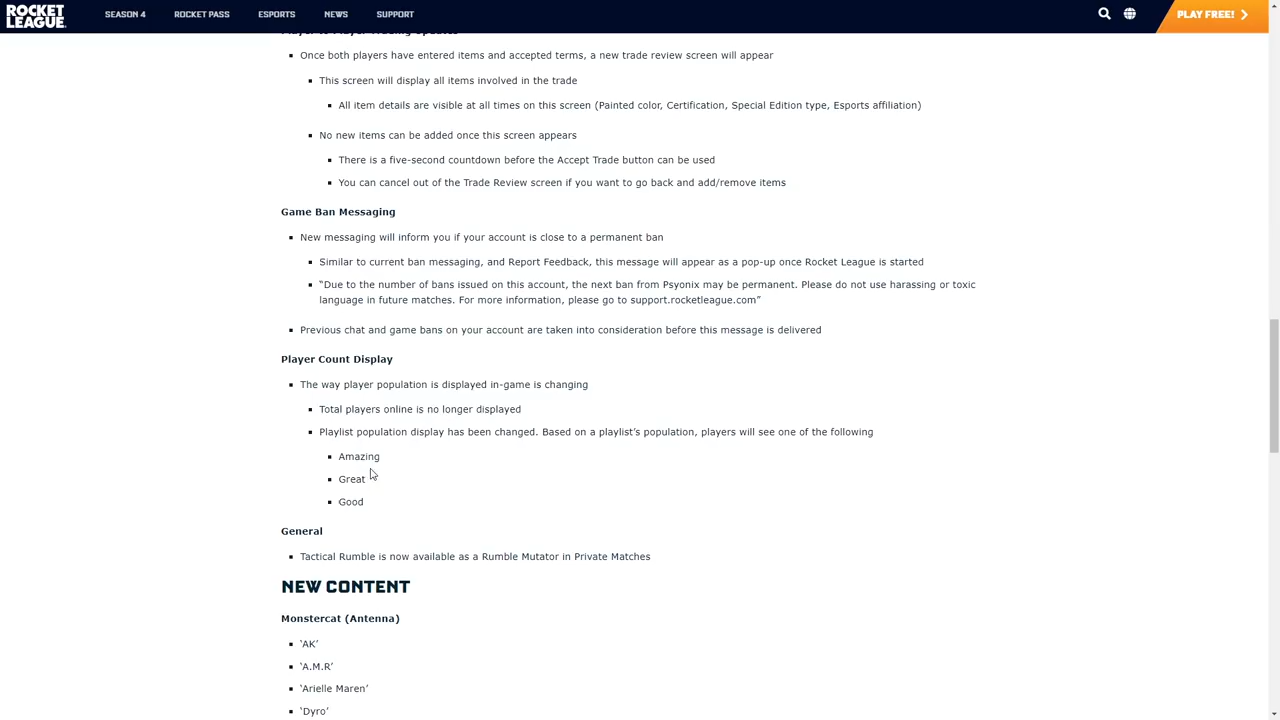 ROCKET
LEAGUE.
SEASON 4
ROCKET PASS
ESPORTS
NEWS
SUPPORT
PLAY FREE!
Player to Player Trading Updates
Once both players have entered items and accepted terms, a new trade review screen will appear
This screen will display all items involved in the trade
All item details are visible at all times on this screen (Painted color, Certification, Special Edition type, Esports affiliation)
No new items can be added once this screen appears
There is a five-second countdown before the Accept Trade button can be used
You can cancel out of the Trade Review screen if you want to go back and add/remove items
Game Ban Messaging
New messaging will inform you if your account is close to a permanent ban
Similar to current ban messaging, and Report Feedback, this message will appear as a pop-up once Rocket League is started
“Due to the number of bans issued on this account, the next ban from Psyonix may be permanent. Please do not use harassing or toxic
language in future matches. For more information, please go to support.rocketleague.com”
Previous chat and game bans on your account are taken into consideration before this message is delivered
Player Count Display
The way player population is displayed in-game is changing
Total players online is no longer displayed
Playlist population display has been changed. Based on a playlist’s population, players will see one of the following
Amazing
Great
Good
General
Tactical Rumble is now available as a Rumble Mutator in Private Matches
NEW CONTENT
Monstercat (Antenna)
‘AK’
‘A.M.R’
‘Arielle Maren’
‘Dyro’